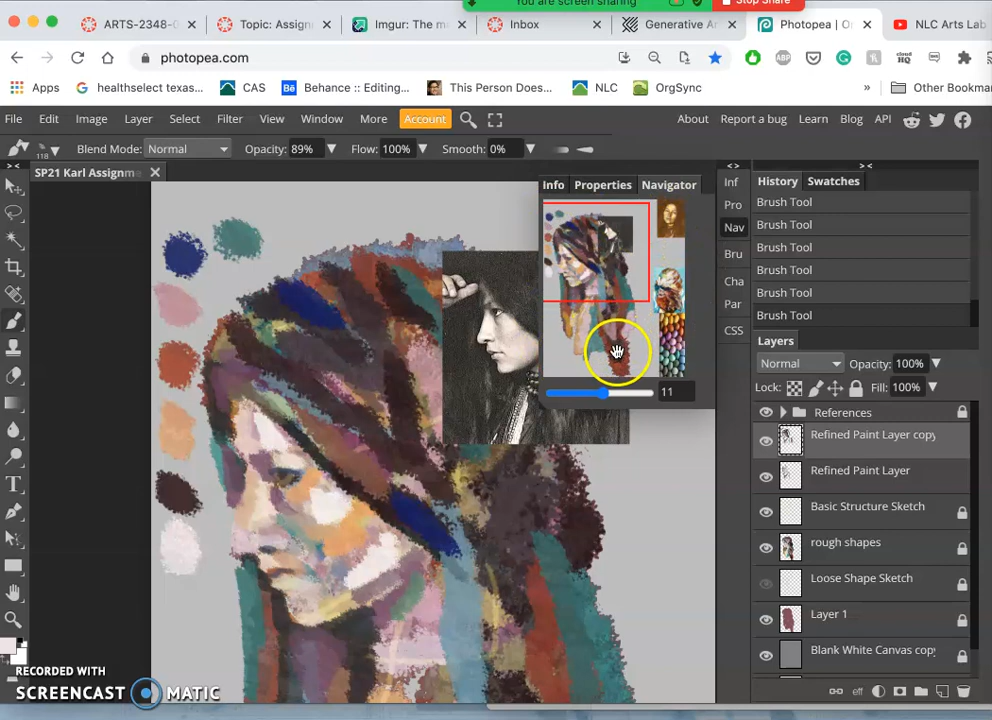 You are screen sharing Stop Share
ARTS-2348-0 Topic: Assignm Imgur: The m Inbox Generative A Photopea | O NLC Arts Lab
photopea.com
Apps healthselect texas... CAS Behance :: Editing... This Person Does... NLC OrgSync » Other Bookmar
File Edit Image Layer Select Filter View Window More Account About Report a bug Learn Blog API
118 Blend Mode: Normal Opacity: 89% Flow: 100% Smooth: 0%
SP21 Karl Assignm
Info Properties Navigator
11
Inf
Pro
Nav
Bru
Cha
Par
CSS
History Swatches
Brush Tool
Brush Tool
Brush Tool
Brush Tool
Brush Tool
Brush Tool
Layers
Normal Opacity: 100%
Lock: Fill: 100%
References
Refined Paint Layer copy
Refined Paint Layer
Basic Structure Sketch
rough shapes
Loose Shape Sketch
Layer 1
Blank White Canvas copy
eff
RECORDED WITH
SCREENCAST MATIC